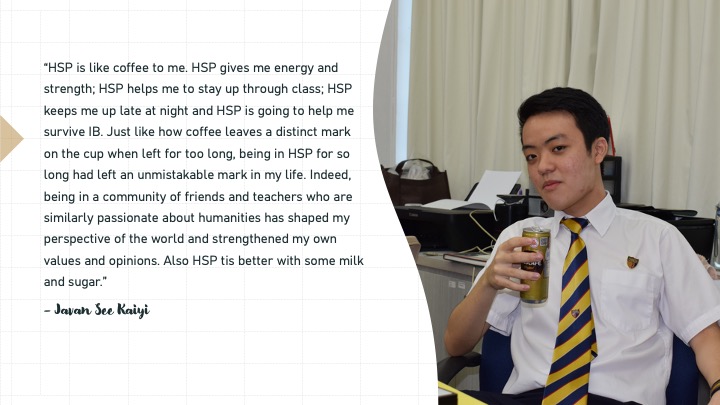 “HSP is like coffee to me. HSP gives me energy and
strength; HSP helps me to stay up through class; HSP
keeps me up late at night and HSP is going to help me
survive IB. Just like how coffee leaves a distinct mark
on the cup when left for too long, being in HSP for so
long had left an unmistakable mark in my life. Indeed,
being in a community of friends and teachers who are
similarly passionate about humanities has shaped my
perspective of the world and strengthened my own
values and opinions. Also HSP tis better with some milk
and sugar.”
– Javan See Kaiyi